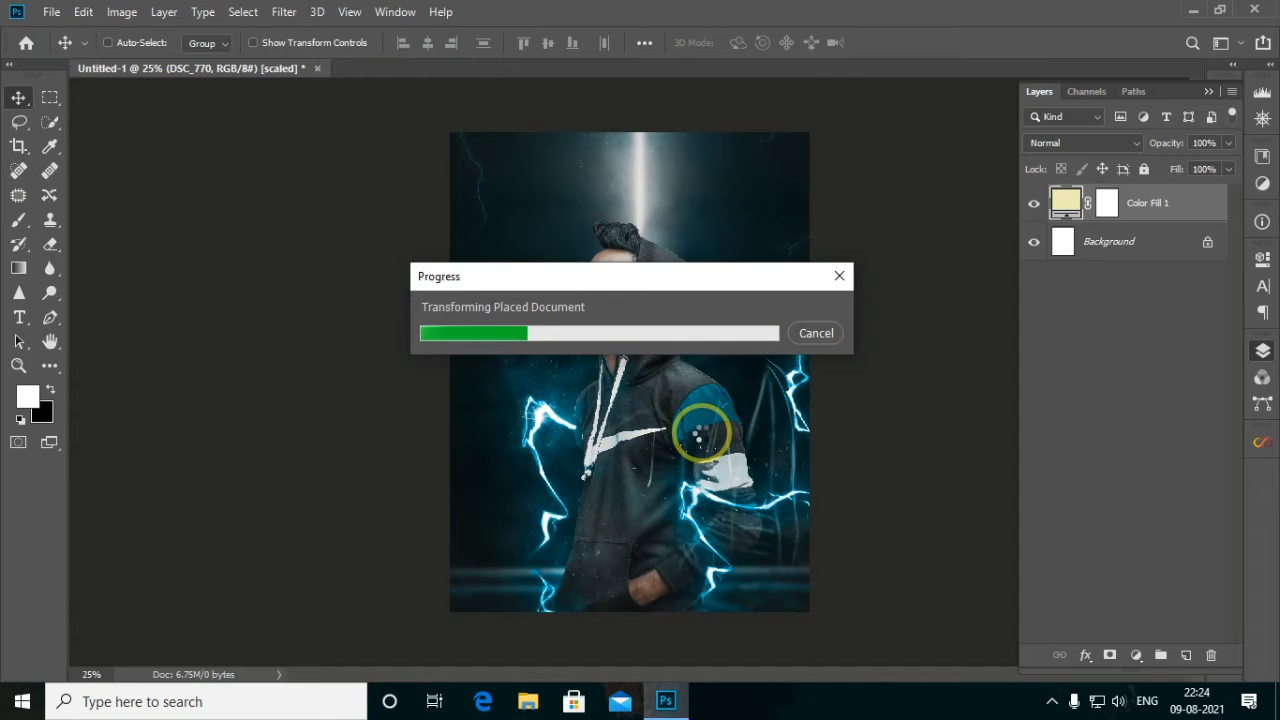 Ps File Edit Image Layer Type Select Filter 3D View Window Help
Auto-Select: Group Show Transform Controls 3D Mode:
Untitled-1 @ 25% (DSC_770, RGB/8#) [scaled] *
Layers Channels Paths
Kind
Normal Opacity: 100%
Lock: Fill: 100%
Color Fill 1
Background
Progress
Transforming Placed Document
Cancel
25% Doc: 6.75M/0 bytes
Type here to search
Ps
ENG
22:24
09-08-2021